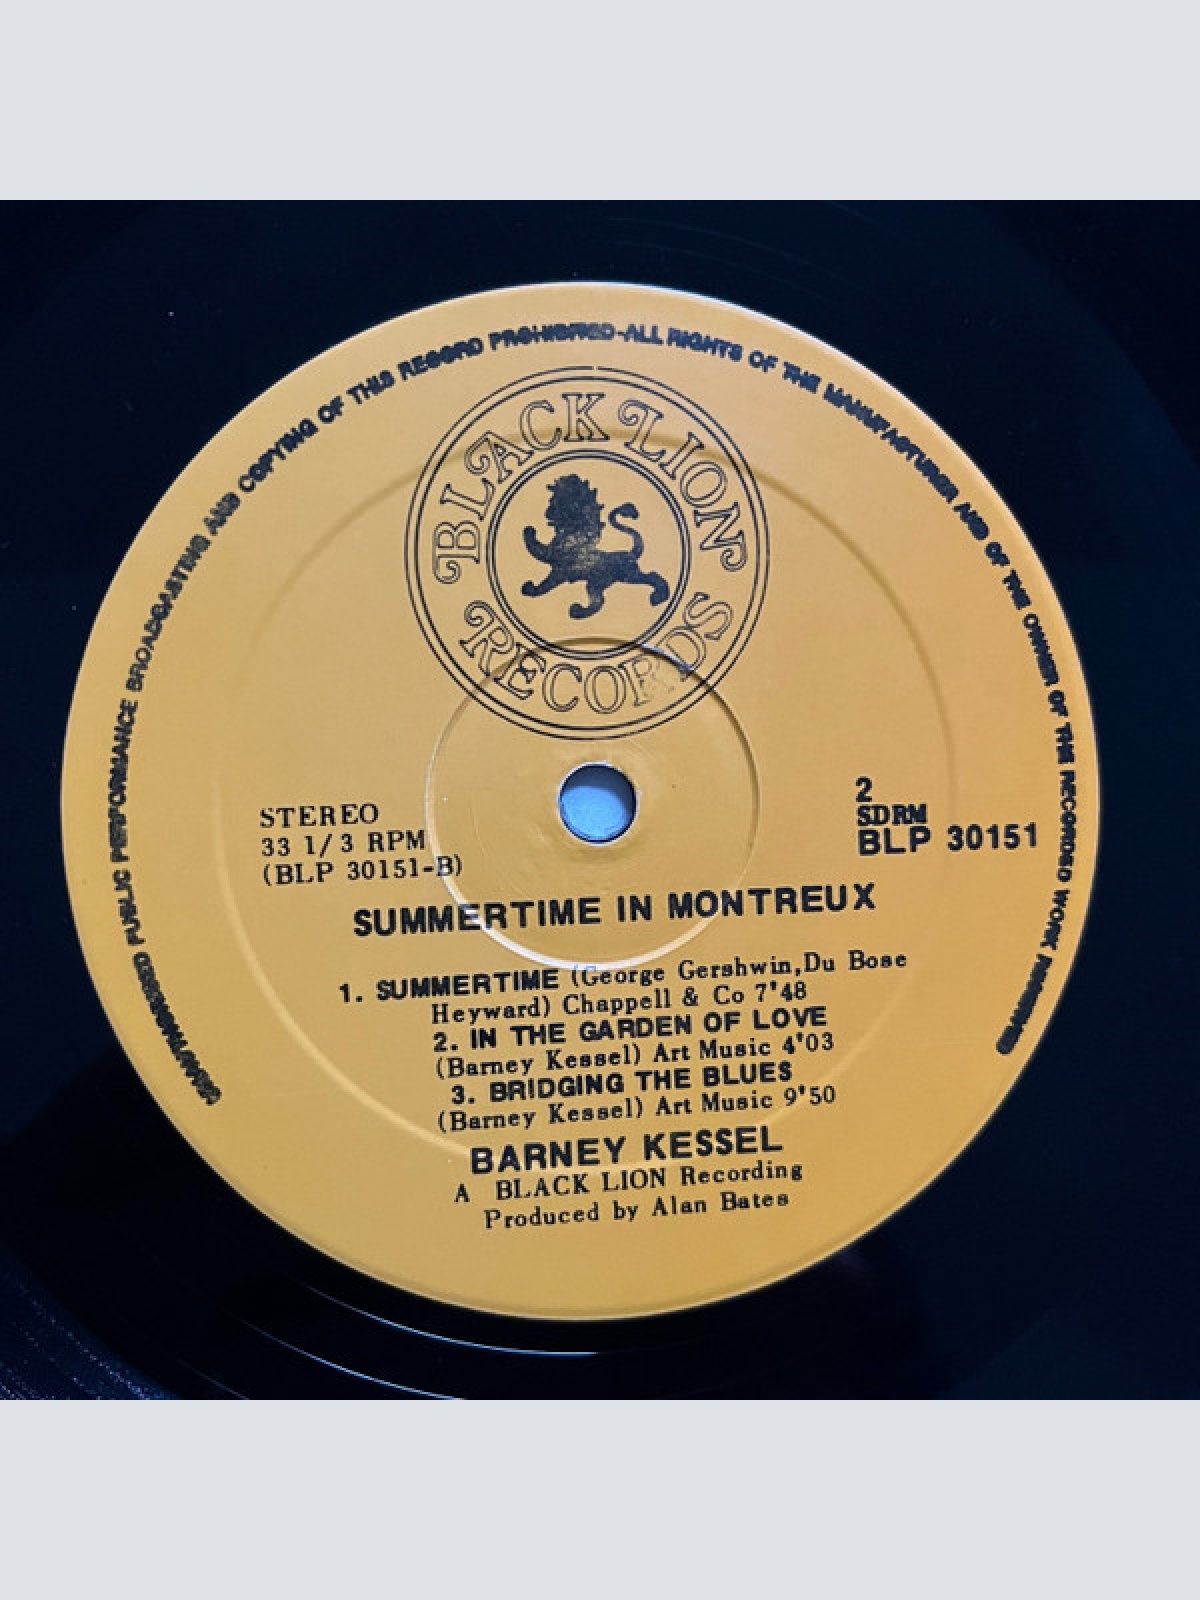 UNAUTHORISED PUBLIC PERFORMANCE BROADCASTING AND COPYING OF THIS RECORD PROHIBITED-ALL RIGHTS OF THE MANUFACTURER AND OF THE OWNER OF THE RECORDED WORK RESERVED
BLACK LION
RECORDS
STEREO
33 1/3 RPM
(BLP 30151-B)
2
SDRM
BLP 30151
SUMMERTIME IN MONTREUX
1. SUMMERTIME (George Gershwin,Du Bose
Heyward) Chappell & Co 7'48
2. IN THE GARDEN OF LOVE
(Barney Kessel) Art Music 4'03
3. BRIDGING THE BLUES
(Barney Kessel) Art Music 9'50
BARNEY KESSEL
A BLACK LION Recording
Produced by Alan Bates